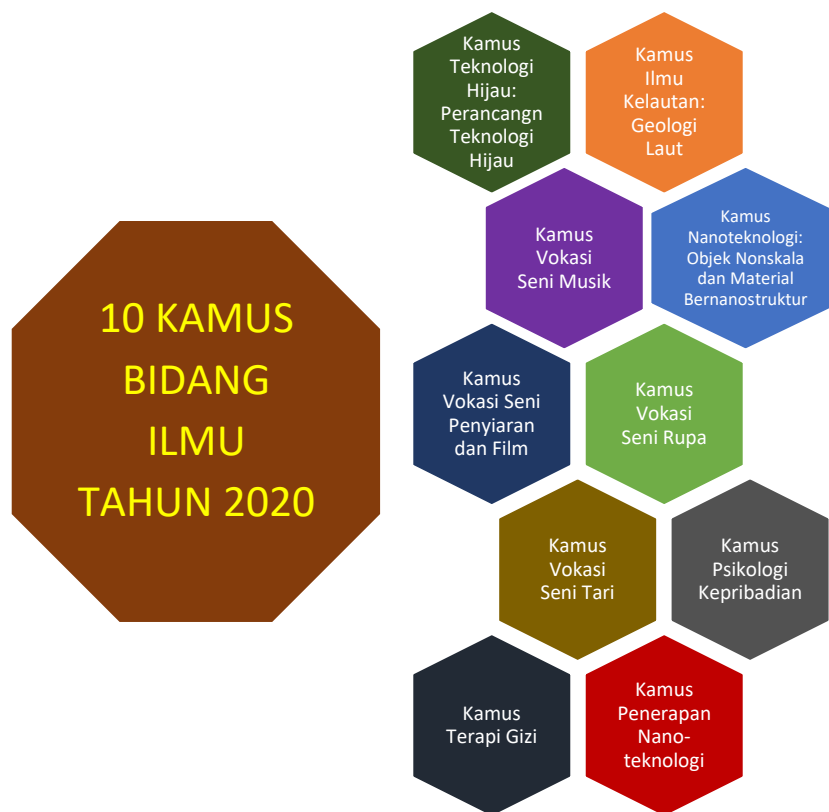 10 KAMUS
BIDANG
ILMU
TAHUN 2020
Kamus
Teknologi
Hijau:
Perancangn
Teknologi
Hijau
Kamus
Ilmu
Kelautan:
Geologi
Laut
Kamus
Vokasi
Seni Musik
Kamus
Nanoteknologi:
Objek Nonskala
dan Material
Bernanostruktur
Kamus
Vokasi Seni
Penyiaran
dan Film
Kamus
Vokasi
Seni Rupa
Kamus
Vokasi
Seni Tari
Kamus
Psikologi
Kepribadian
Kamus
Terapi Gizi
Kamus
Penerapan
Nano-
teknologi